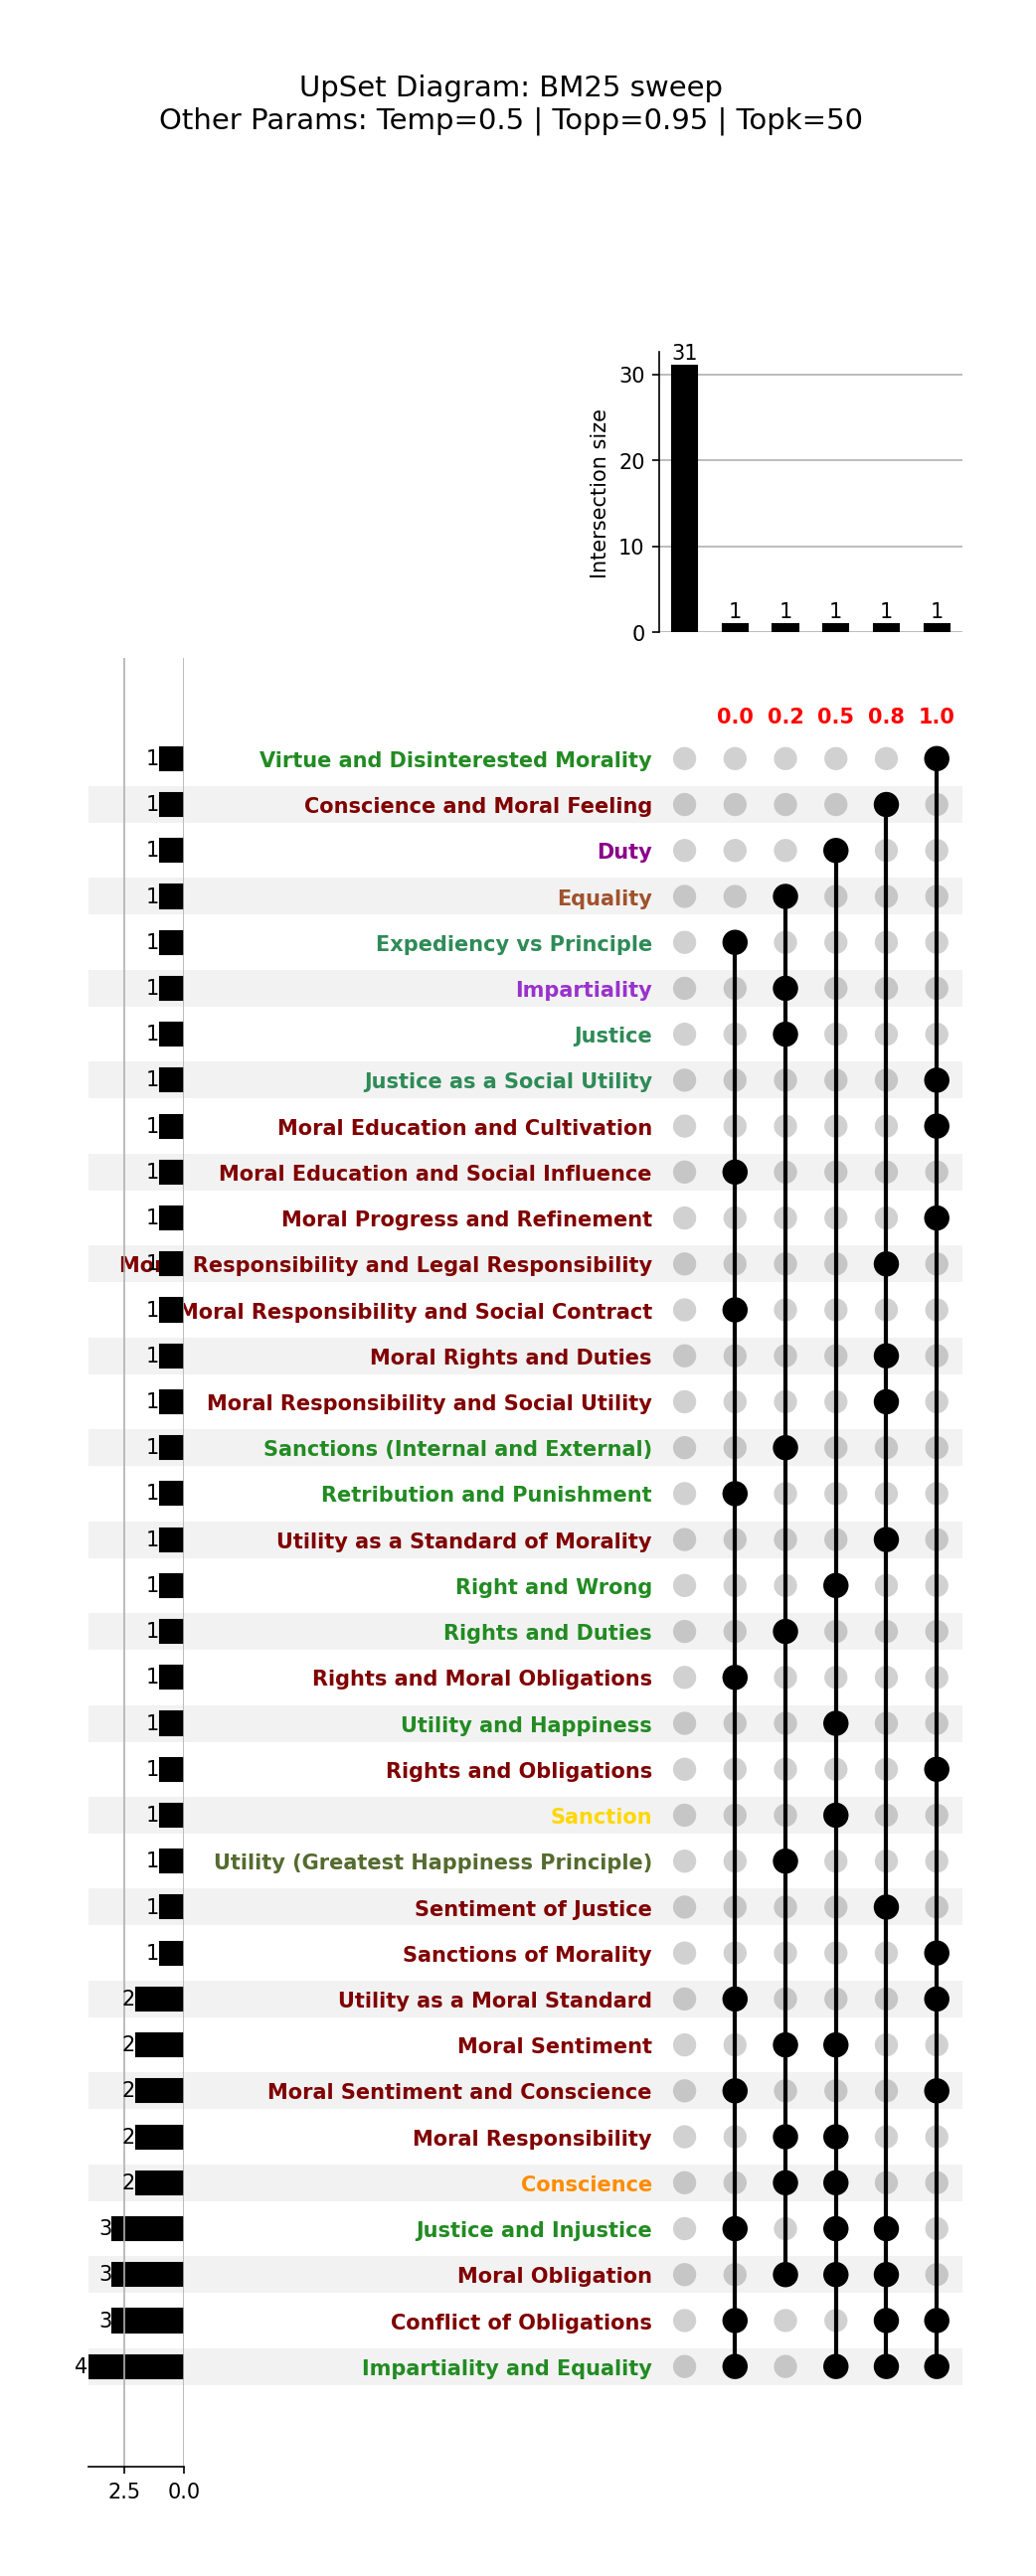 UpSet Diagram: BM25 sweep
Other Params: Temp=0.5 | Topp=0.95 | Topk=50
31
30
20
10
0
Intersection size
1 1 1 1 1
0.0 0.2 0.5 0.8 1.0
1 Virtue and Disinterested Morality
1 Conscience and Moral Feeling
1 Duty
1 Equality
1 Expediency vs Principle
1 Impartiality
1 Justice
1 Justice as a Social Utility
1 Moral Education and Cultivation
1 Moral Education and Social Influence
1 Moral Progress and Refinement
1 Moral Responsibility and Legal Responsibility
1 Moral Responsibility and Social Contract
1 Moral Rights and Duties
1 Moral Responsibility and Social Utility
1 Sanctions (Internal and External)
1 Retribution and Punishment
1 Utility as a Standard of Morality
1 Right and Wrong
1 Rights and Duties
1 Rights and Moral Obligations
1 Utility and Happiness
1 Rights and Obligations
1 Sanction
1 Utility (Greatest Happiness Principle)
1 Sentiment of Justice
1 Sanctions of Morality
2 Utility as a Moral Standard
2 Moral Sentiment
2 Moral Sentiment and Conscience
2 Moral Responsibility
2 Conscience
3 Justice and Injustice
3 Moral Obligation
3 Conflict of Obligations
4 Impartiality and Equality
2.5 0.0